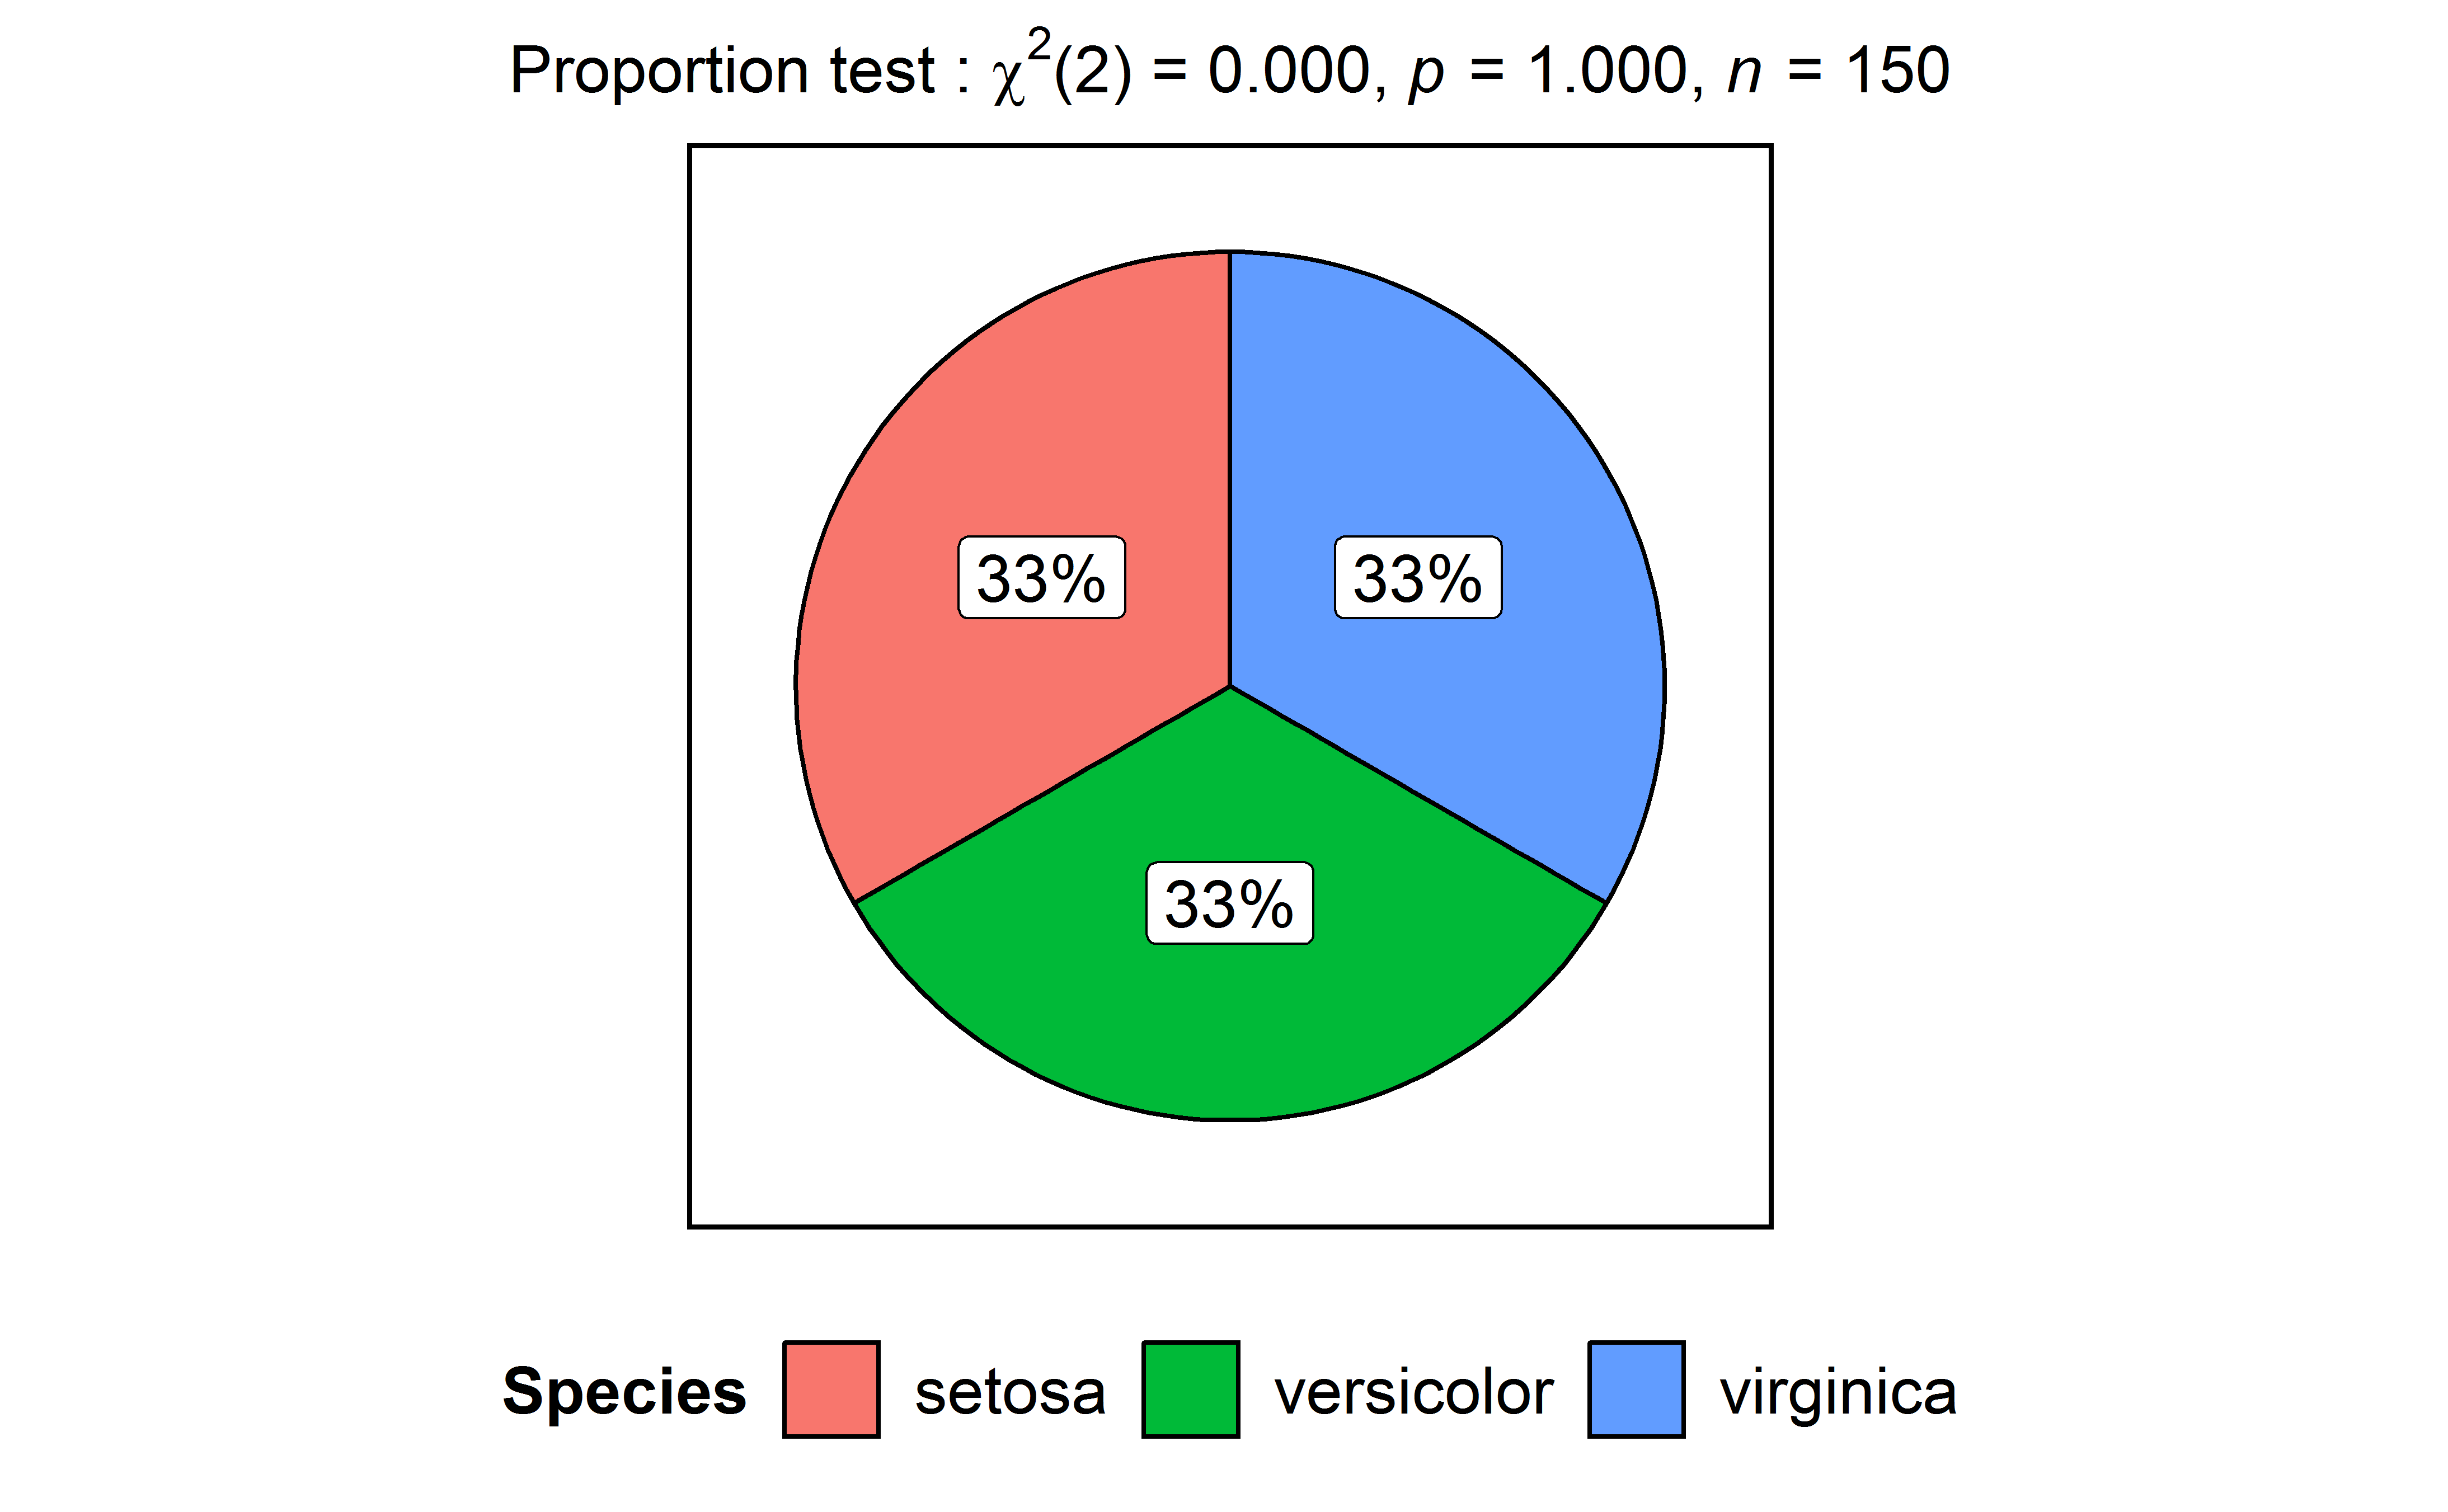 Proportion test : χ²(2) = 0.000, p = 1.000, n = 150
33%
33%
33%
Species setosa versicolor virginica